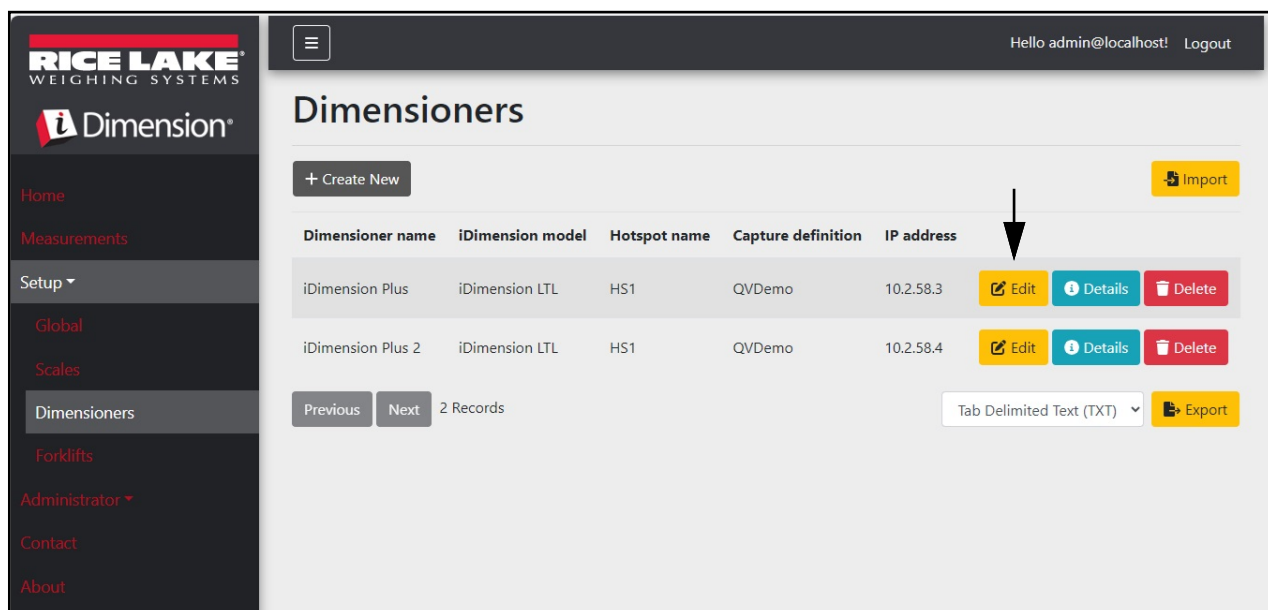 RICE LAKE®
WEIGHING SYSTEMS
i Dimension®
Home
Measurements
Setup
Global
Scales
Dimensioners
Forklifts
Administrator
Contact
About
Hello admin@localhost! Logout
Dimensioners
+ Create New
Import
Dimensioner name iDimension model Hotspot name Capture definition IP address
iDimension Plus iDimension LTL HS1 QVDemo 10.2.58.3 Edit Details Delete
iDimension Plus 2 iDimension LTL HS1 QVDemo 10.2.58.4 Edit Details Delete
Previous Next 2 Records Tab Delimited Text (TXT) Export